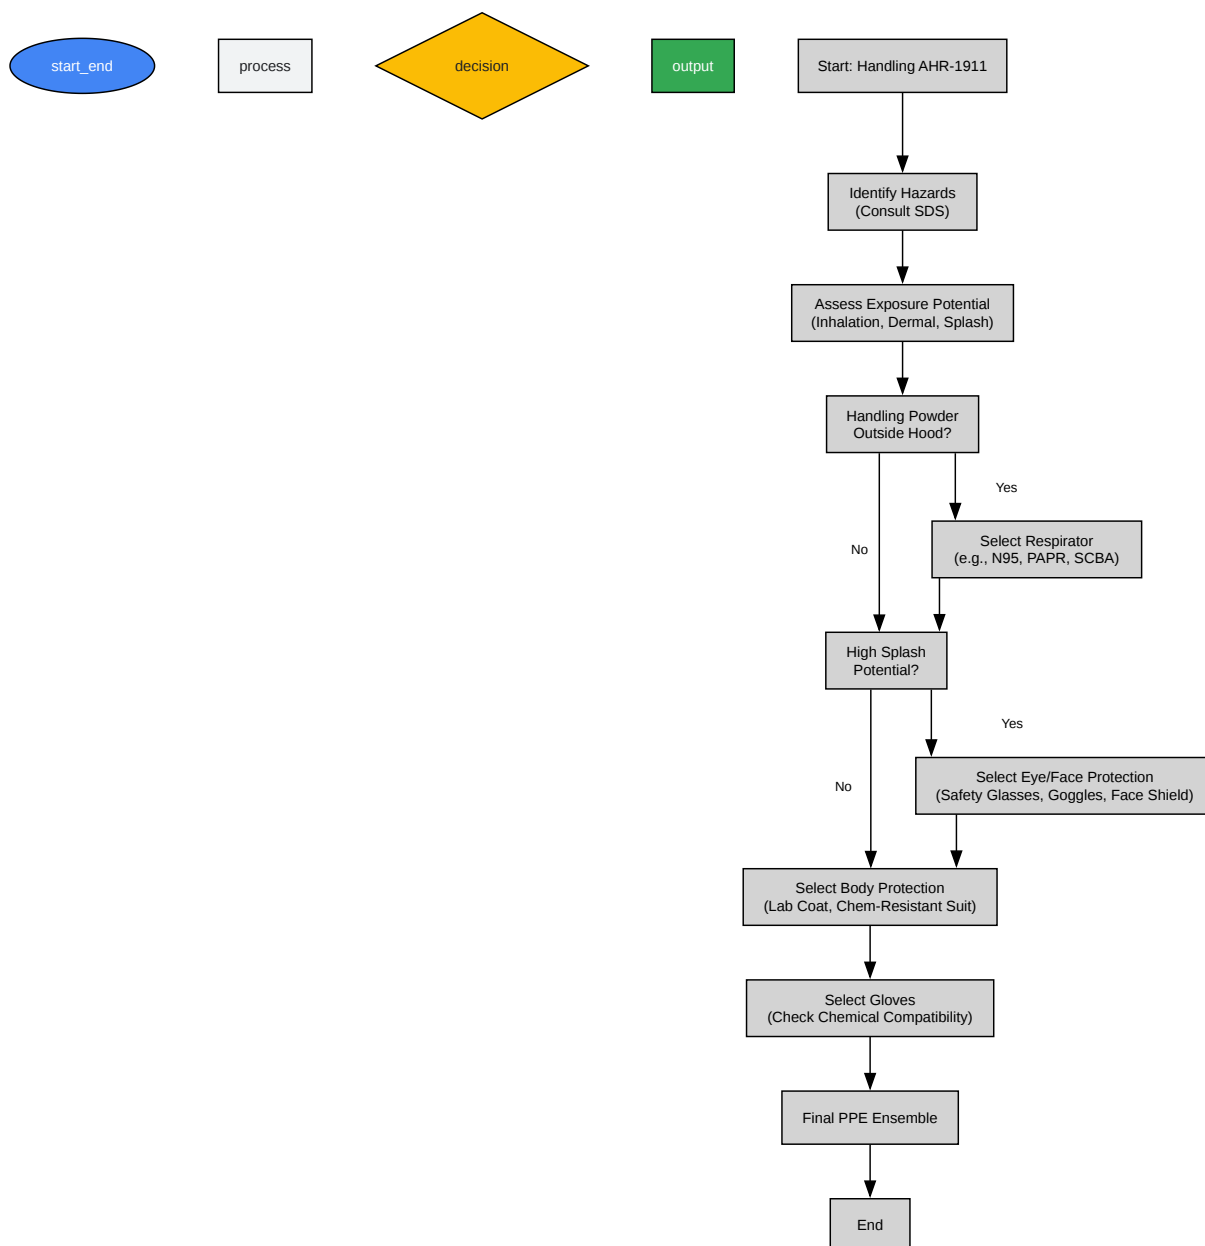 start_end
process
decision
output
Start: Handling AHR-1911
Identify Hazards
(Consult SDS)
Assess Exposure Potential
(Inhalation, Dermal, Splash)
Handling Powder
Outside Hood?
Yes
Select Respirator
(e.g., N95, PAPR, SCBA)
No
High Splash
Potential?
Yes
Select Eye/Face Protection
(Safety Glasses, Goggles, Face Shield)
No
Select Body Protection
(Lab Coat, Chem-Resistant Suit)
Select Gloves
(Check Chemical Compatibility)
Final PPE Ensemble
End